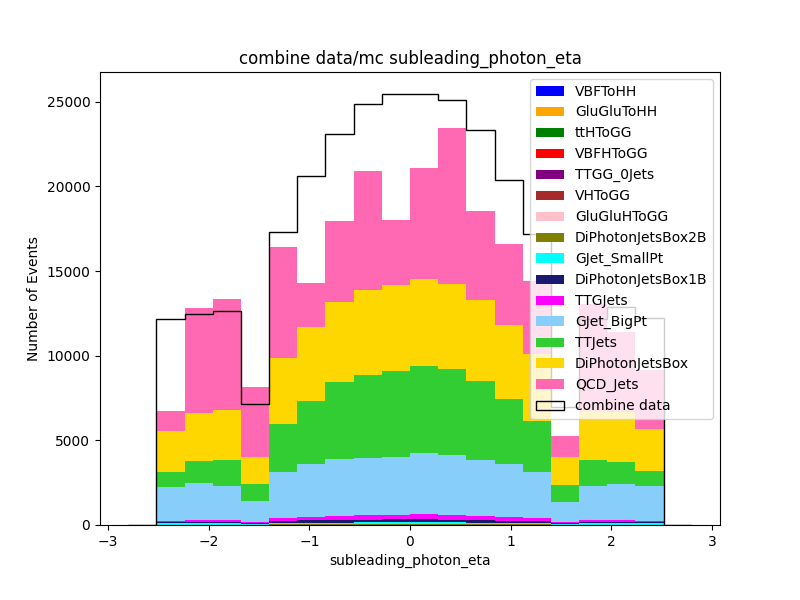 combine data/mc subleading_photon_eta
Number of Events
25000
20000
15000
10000
5000
0
−3
−2
−1
0
1
2
3
subleading_photon_eta
VBFToHH
GluGluToHH
ttHToGG
VBFHToGG
TTGG_0Jets
VHToGG
GluGluHToGG
DiPhotonJetsBox2B
GJet_SmallPt
DiPhotonJetsBox1B
TTGJets
GJet_BigPt
TTJets
DiPhotonJetsBox
QCD_Jets
combine data